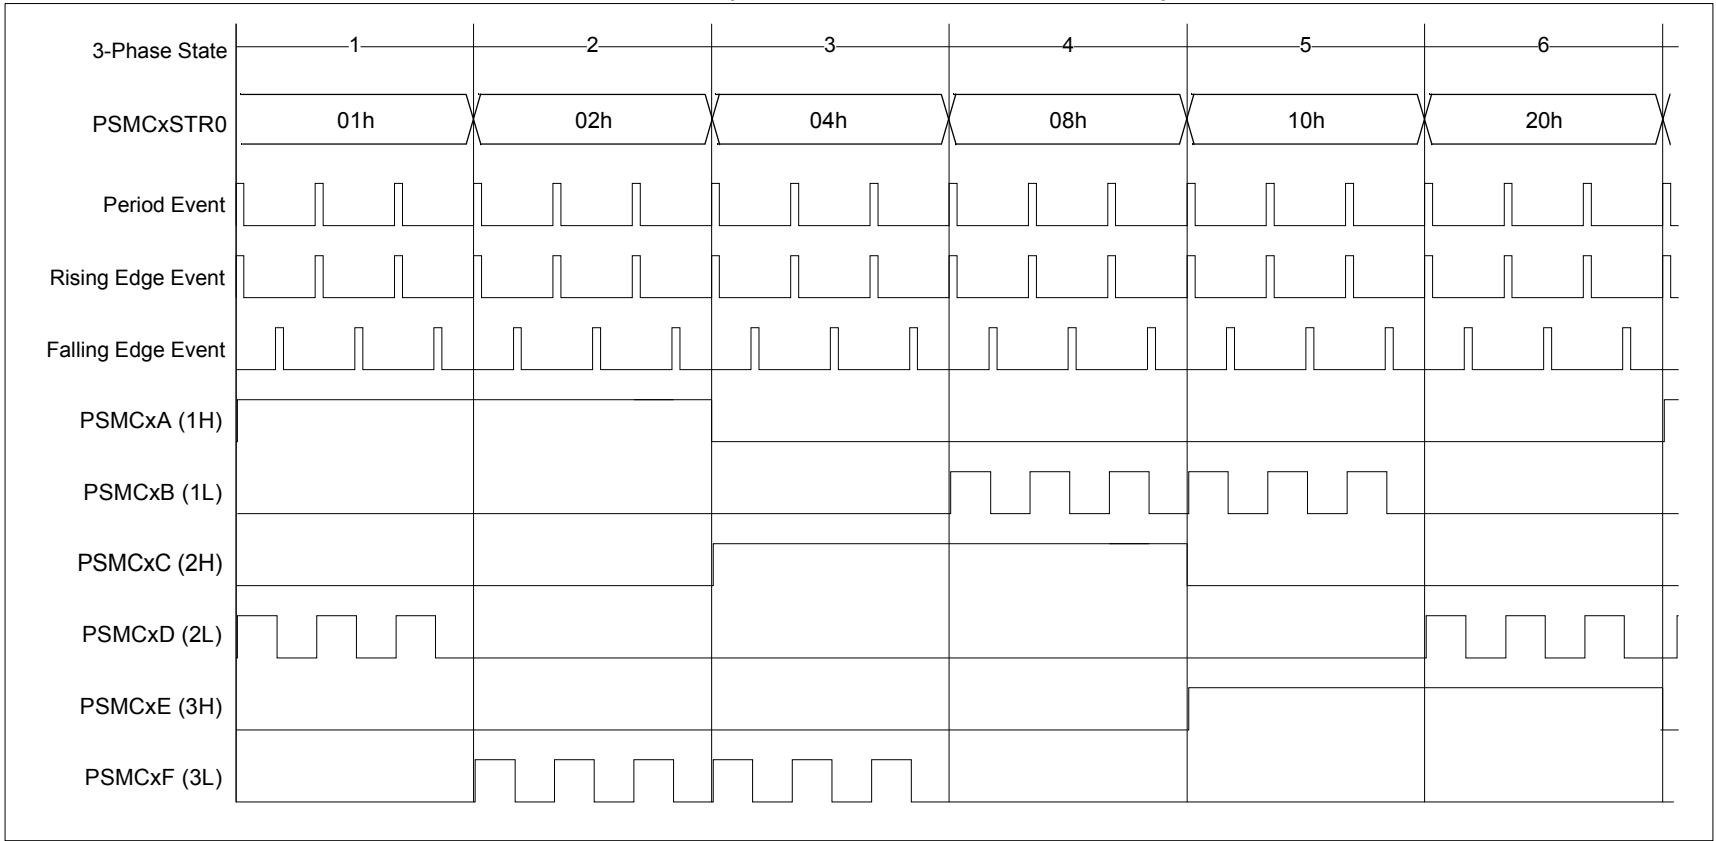 3-Phase State 1 2 3 4 5 6
PSMCxSTR0 01h 02h 04h 08h 10h 20h
Period Event
Rising Edge Event
Falling Edge Event
PSMCxA (1H)
PSMCxB (1L)
PSMCxC (2H)
PSMCxD (2L)
PSMCxE (3H)
PSMCxF (3L)